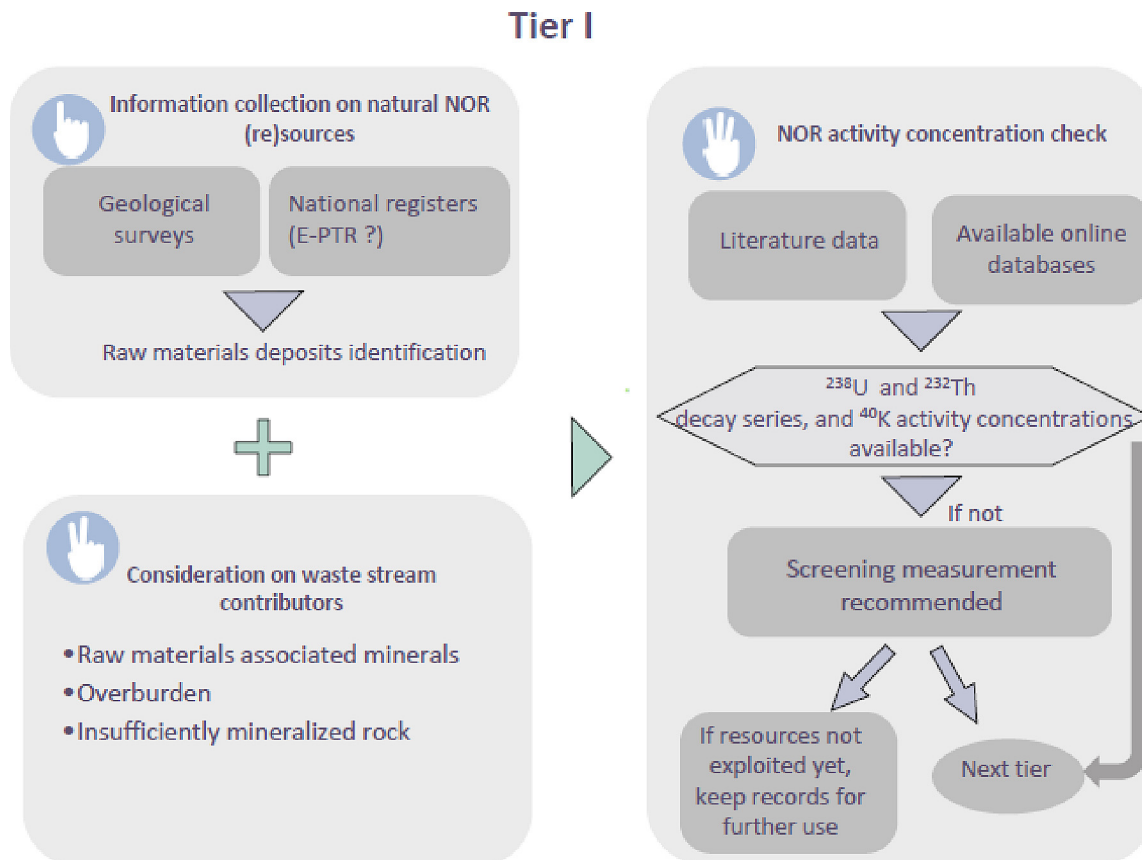 Tier I
Information collection on natural NOR
(re)sources
Geological
surveys
National registers
(E-PTR ?)
Raw materials deposits identification
Consideration on waste stream
contributors
•Raw materials associated minerals
•Overburden
•Insufficiently mineralized rock
NOR activity concentration check
Literature data
Available online
databases
²³⁸U and ²³²Th
decay series, and ⁴⁰K activity concentrations
available?
If not
Screening measurement
recommended
If resources not
exploited yet,
keep records for
further use
Next tier